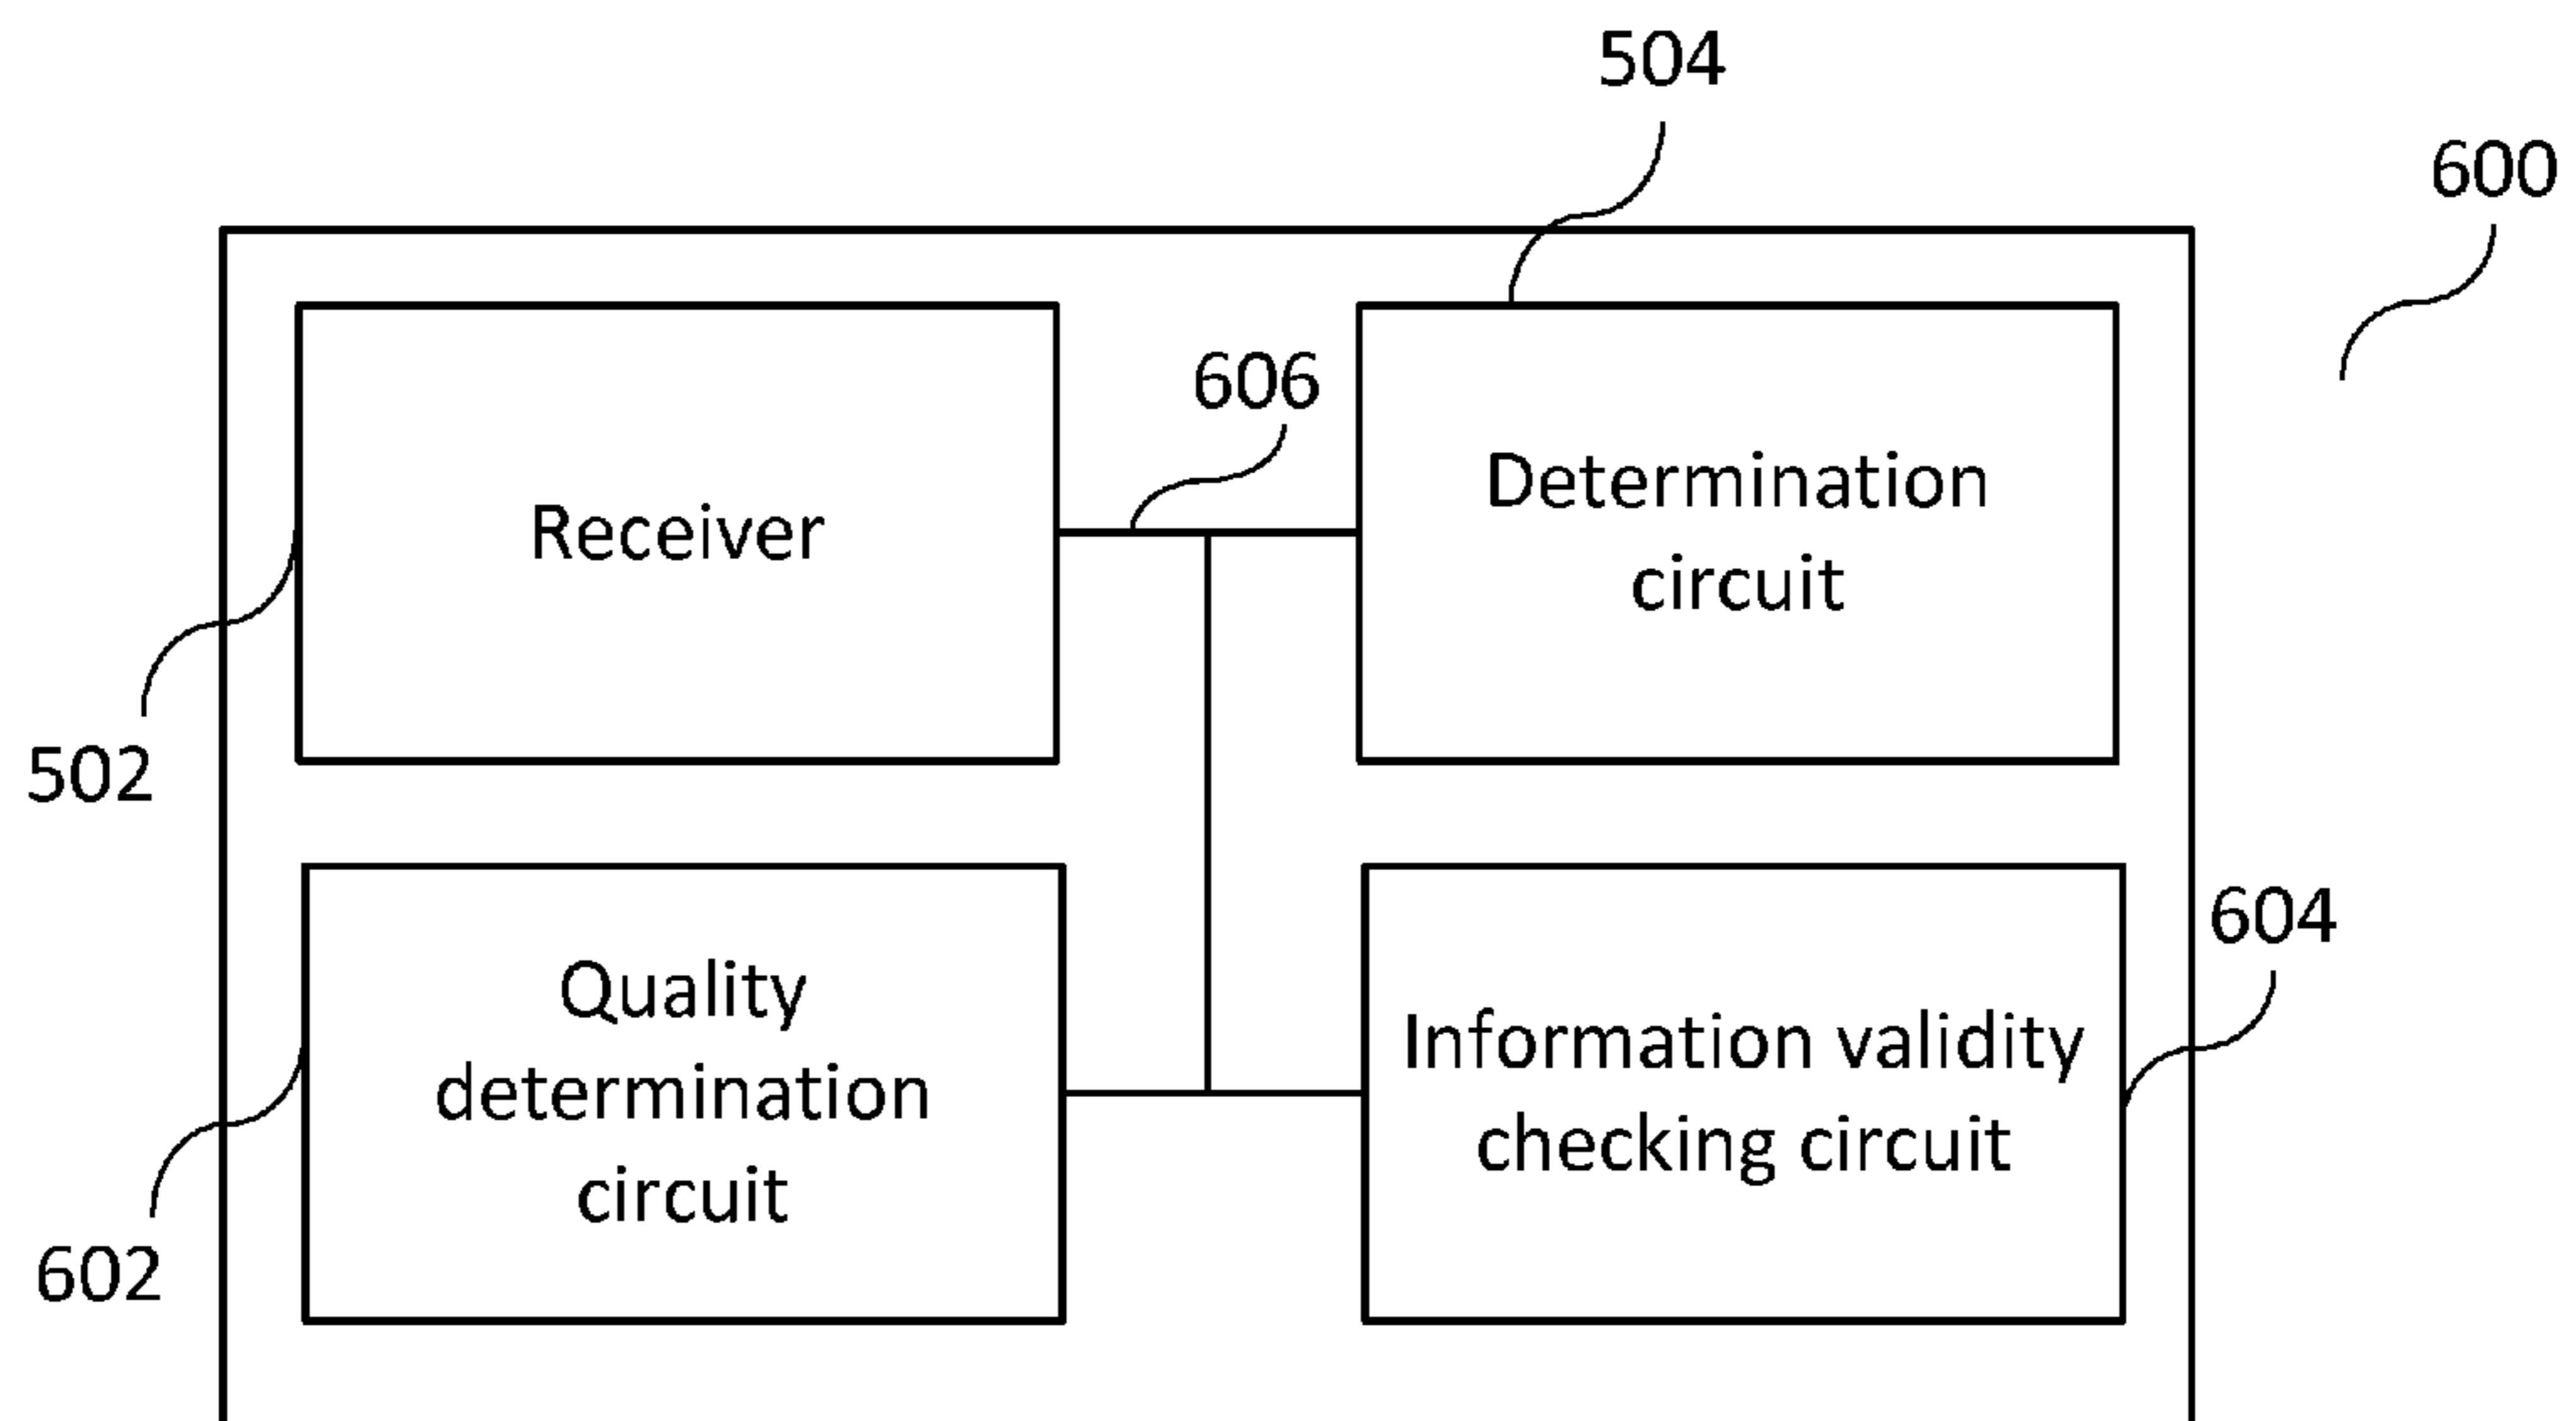 504
600
606
Receiver
Determination
circuit
502
Quality
determination
circuit
602
Information validity
checking circuit
604